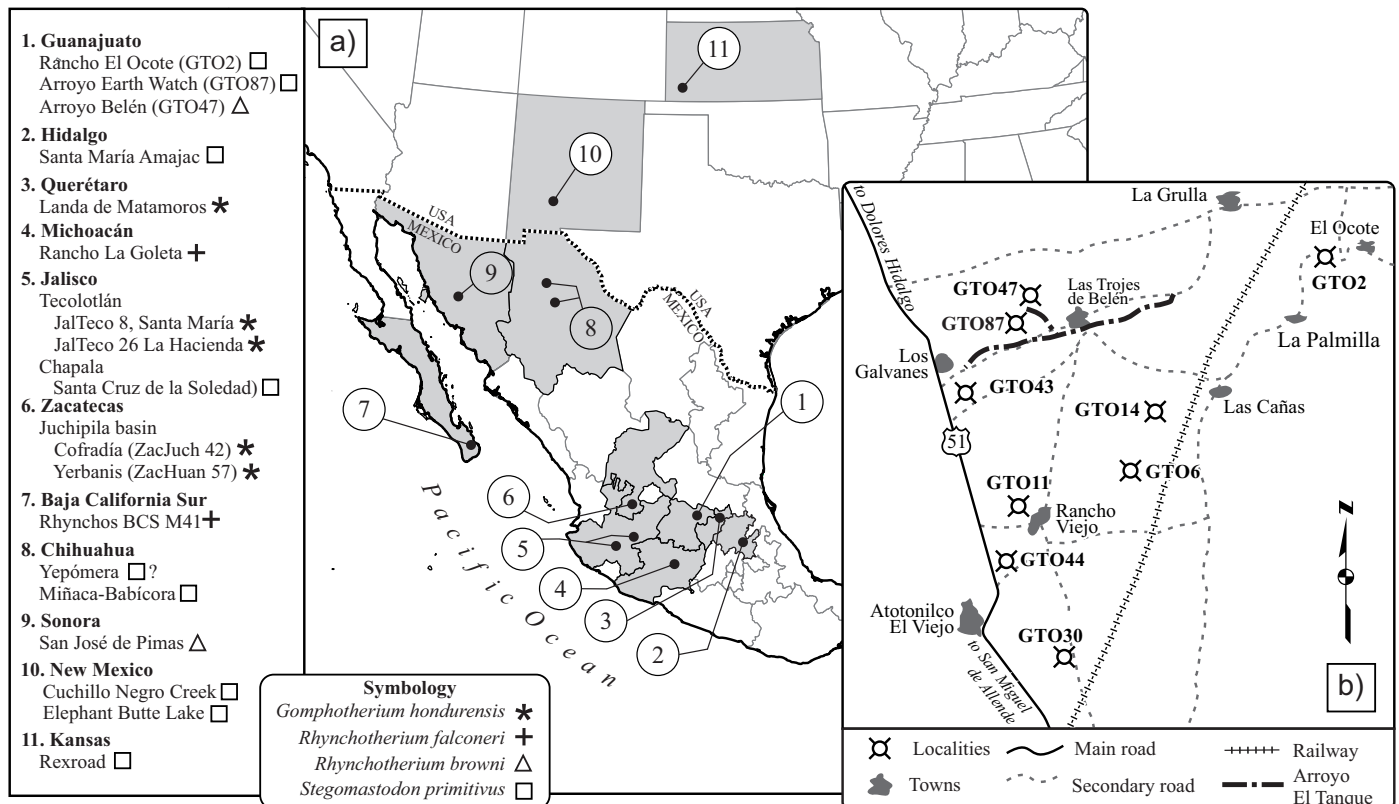 1. Guanajuato
Rancho El Ocote (GTO2)
Arroyo Earth Watch (GTO87)
Arroyo Belén (GTO47)
2. Hidalgo
Santa María Amajac
3. Querétaro
Landa de Matamoros
4. Michoacán
Rancho La Goleta
5. Jalisco
Tecolotlán
JalTeco 8, Santa María
JalTeco 26 La Hacienda
Chapala
Santa Cruz de la Soledad)
6. Zacatecas
Juchipila basin
Cofradía (ZacJuch 42)
Yerbanis (ZacHuan 57)
7. Baja California Sur
Rhynchos BCS M41
8. Chihuahua
Yepómera ?
Miñaca-Babícora
9. Sonora
San José de Pimas
10. New Mexico
Cuchillo Negro Creek
Elephant Butte Lake
11. Kansas
Rexroad
a)
11
10
USA
MEXICO
9
8
USA
MEXICO
7
1
6
5
4
3
2
Pacific Ocean
Symbology
Gomphotherium hondurensis
Rhynchotherium falconeri
Rhynchotherium browni
Stegomastodon primitivus
to Dolores Hidalgo
La Grulla
El Ocote
GTO2
GTO47
Las Trojes
de Belén
GTO87
La Palmilla
Los
Galvanes
GTO43
GTO14
Las Cañas
51
GTO6
GTO11
Rancho
Viejo
N
GTO44
Atotonilco
El Viejo
GTO30
to San Miguel
de Allende
b)
Localities
Main road
Railway
Towns
Secondary road
Arroyo
El Tanque